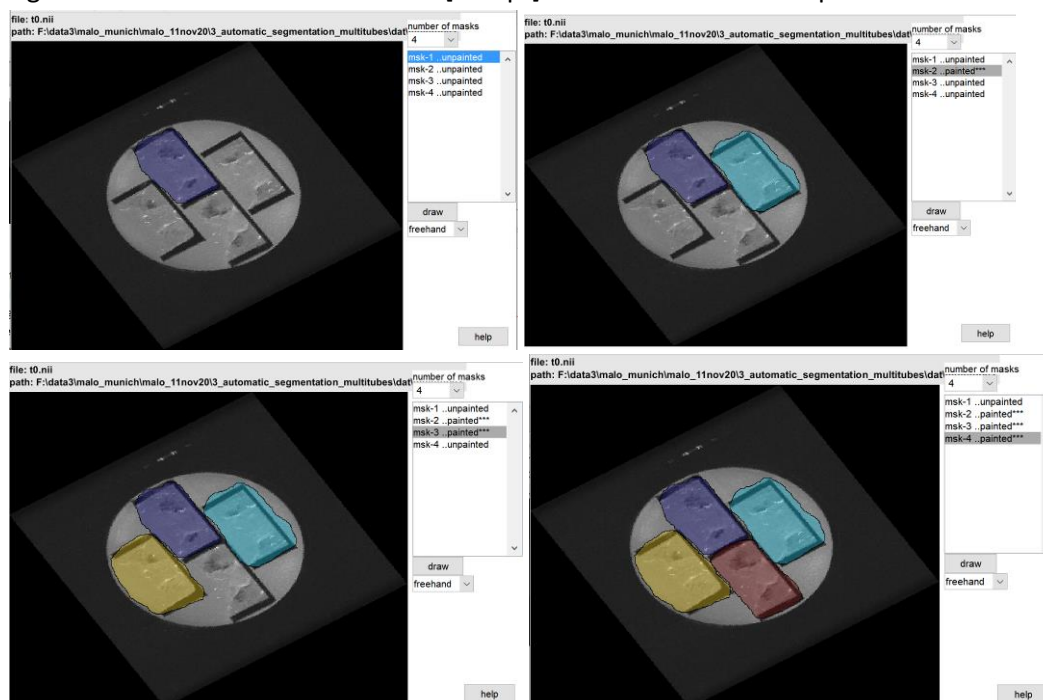 file: t0.nii
path: F:\data3\malo_munich\malo_11nov20\3_automatic_segmentation_multitubes\dat\
number of masks
4
msk-1 ..unpainted
msk-2 ..unpainted
msk-3 ..unpainted
msk-4 ..unpainted
draw
freehand
help
file: t0.nii
path: F:\data3\malo_munich\malo_11nov20\3_automatic_segmentation_multitubes\dat\
number of masks
4
msk-1 ..unpainted
msk-2 ..painted***
msk-3 ..unpainted
msk-4 ..unpainted
draw
freehand
help
file: t0.nii
path: F:\data3\malo_munich\malo_11nov20\3_automatic_segmentation_multitubes\dat\
number of masks
4
msk-1 ..unpainted
msk-2 ..painted***
msk-3 ..painted***
msk-4 ..unpainted
draw
freehand
help
file: t0.nii
path: F:\data3\malo_munich\malo_11nov20\3_automatic_segmentation_multitubes\dat\
number of masks
4
msk-1 ..unpainted
msk-2 ..painted***
msk-3 ..painted***
msk-4 ..painted***
draw
freehand
help